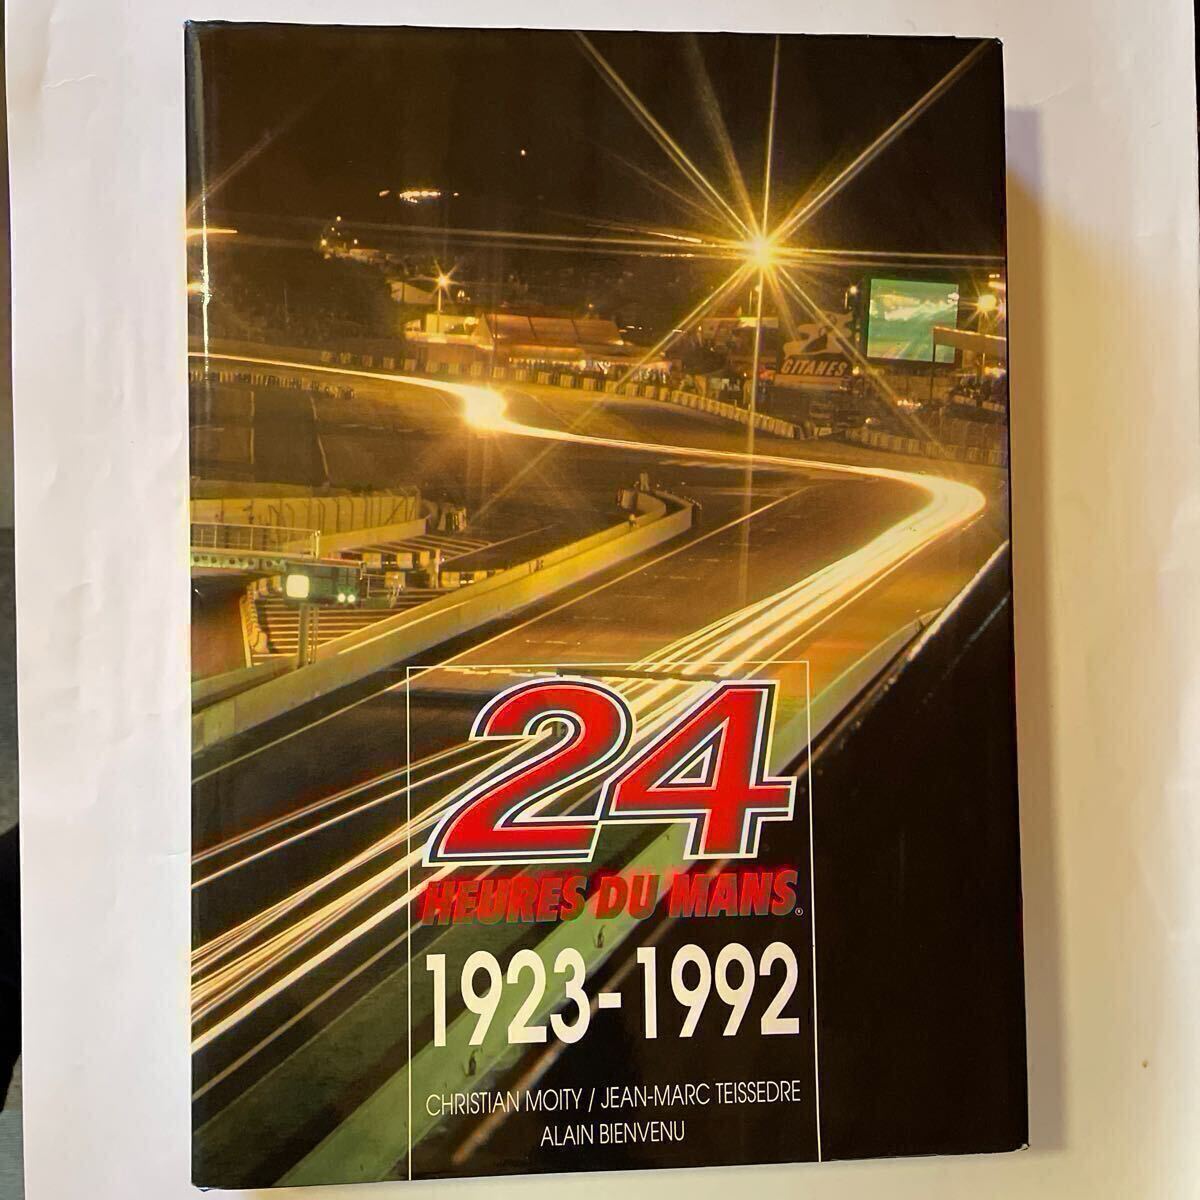 GITANES
24
HEURES DU MANS®
1923-1992
CHRISTIAN MOITY / JEAN-MARC TEISSEDRE
ALAIN BIENVENU